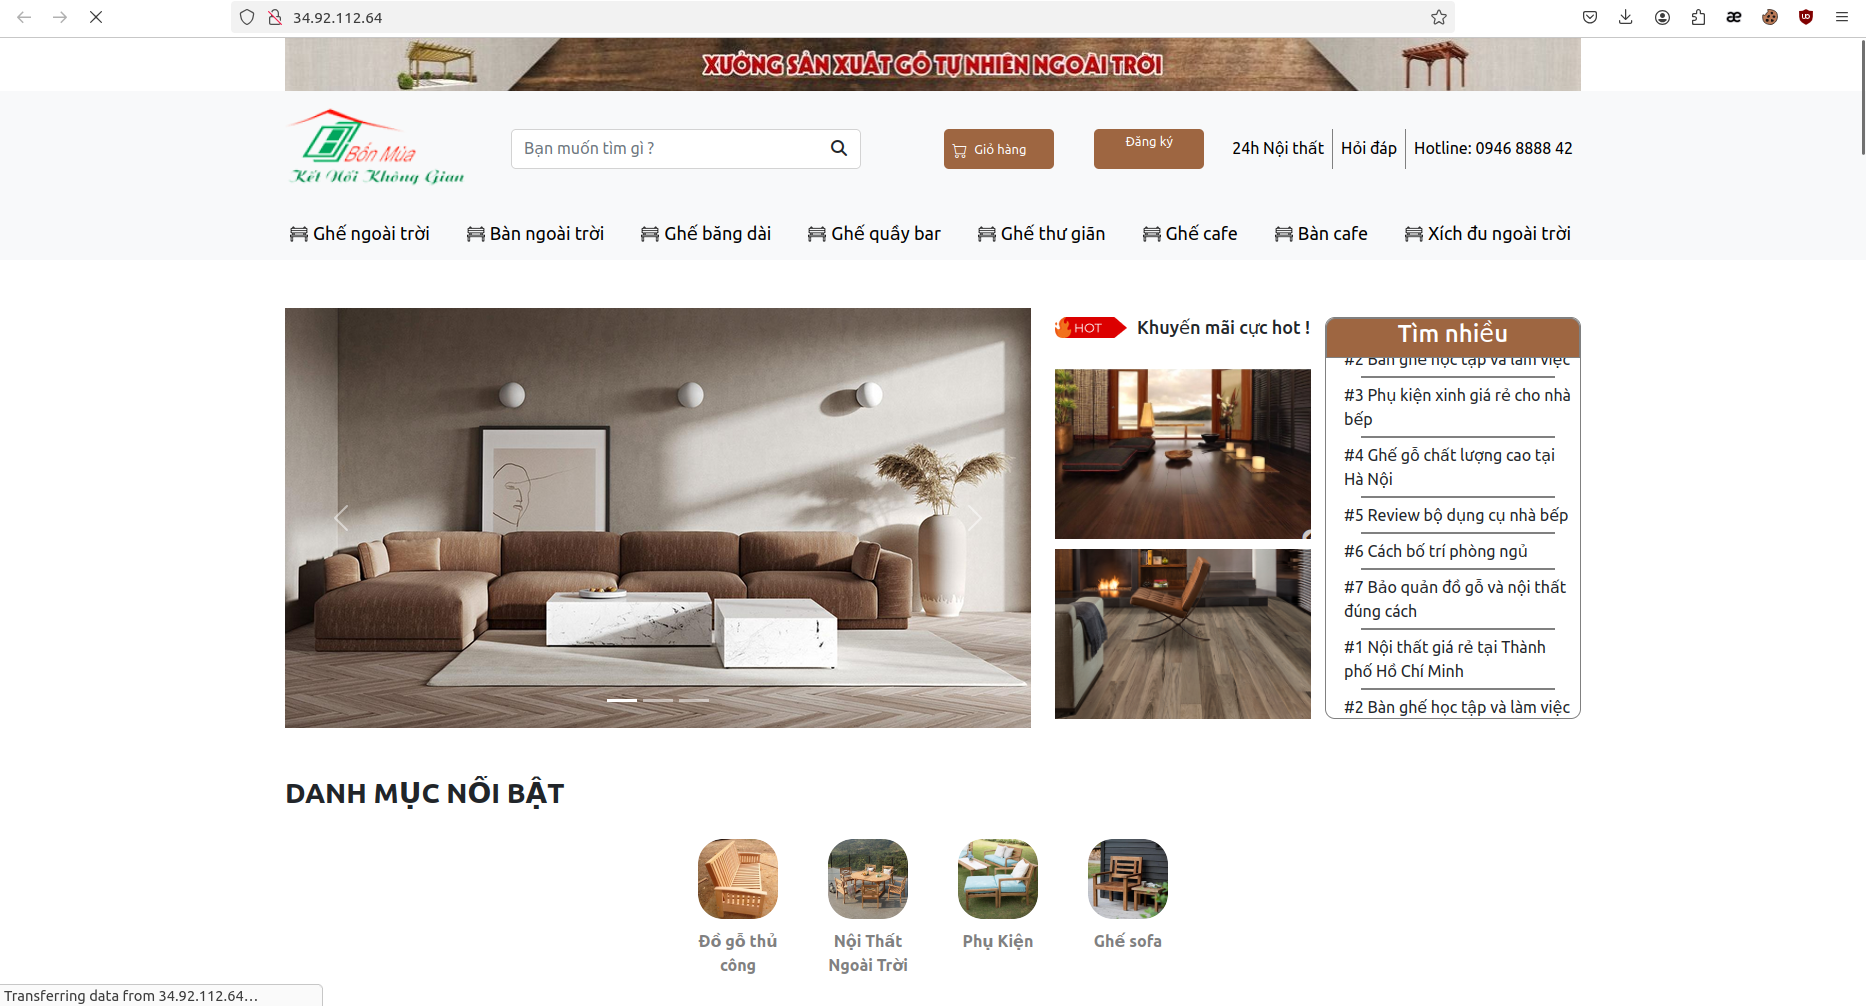 34.92.112.64
XƯỞNG SẢN XUẤT GỖ TỰ NHIÊN NGOÀI TRỜI
Bốn Mùa
Kết Nối Không Gian
Bạn muốn tìm gì ?
Giỏ hàng
Đăng ký
24h Nội thất
Hỏi đáp
Hotline: 0946 8888 42
Ghế ngoài trời
Bàn ngoài trời
Ghế băng dài
Ghế quầy bar
Ghế thư giãn
Ghế cafe
Bàn cafe
Xích đu ngoài trời
HOT
Khuyến mãi cực hot !
Tìm nhiều
#2 Bàn ghế học tập và làm việc
#3 Phụ kiện xinh giá rẻ cho nhà
bếp
#4 Ghế gỗ chất lượng cao tại
Hà Nội
#5 Review bộ dụng cụ nhà bếp
#6 Cách bố trí phòng ngủ
#7 Bảo quản đồ gỗ và nội thất
đúng cách
#1 Nội thất giá rẻ tại Thành
phố Hồ Chí Minh
#2 Bàn ghế học tập và làm việc
DANH MỤC NỔI BẬT
Đồ gỗ thủ
công
Nội Thất
Ngoài Trời
Phụ Kiện
Ghế sofa
Transferring data from 34.92.112.64…